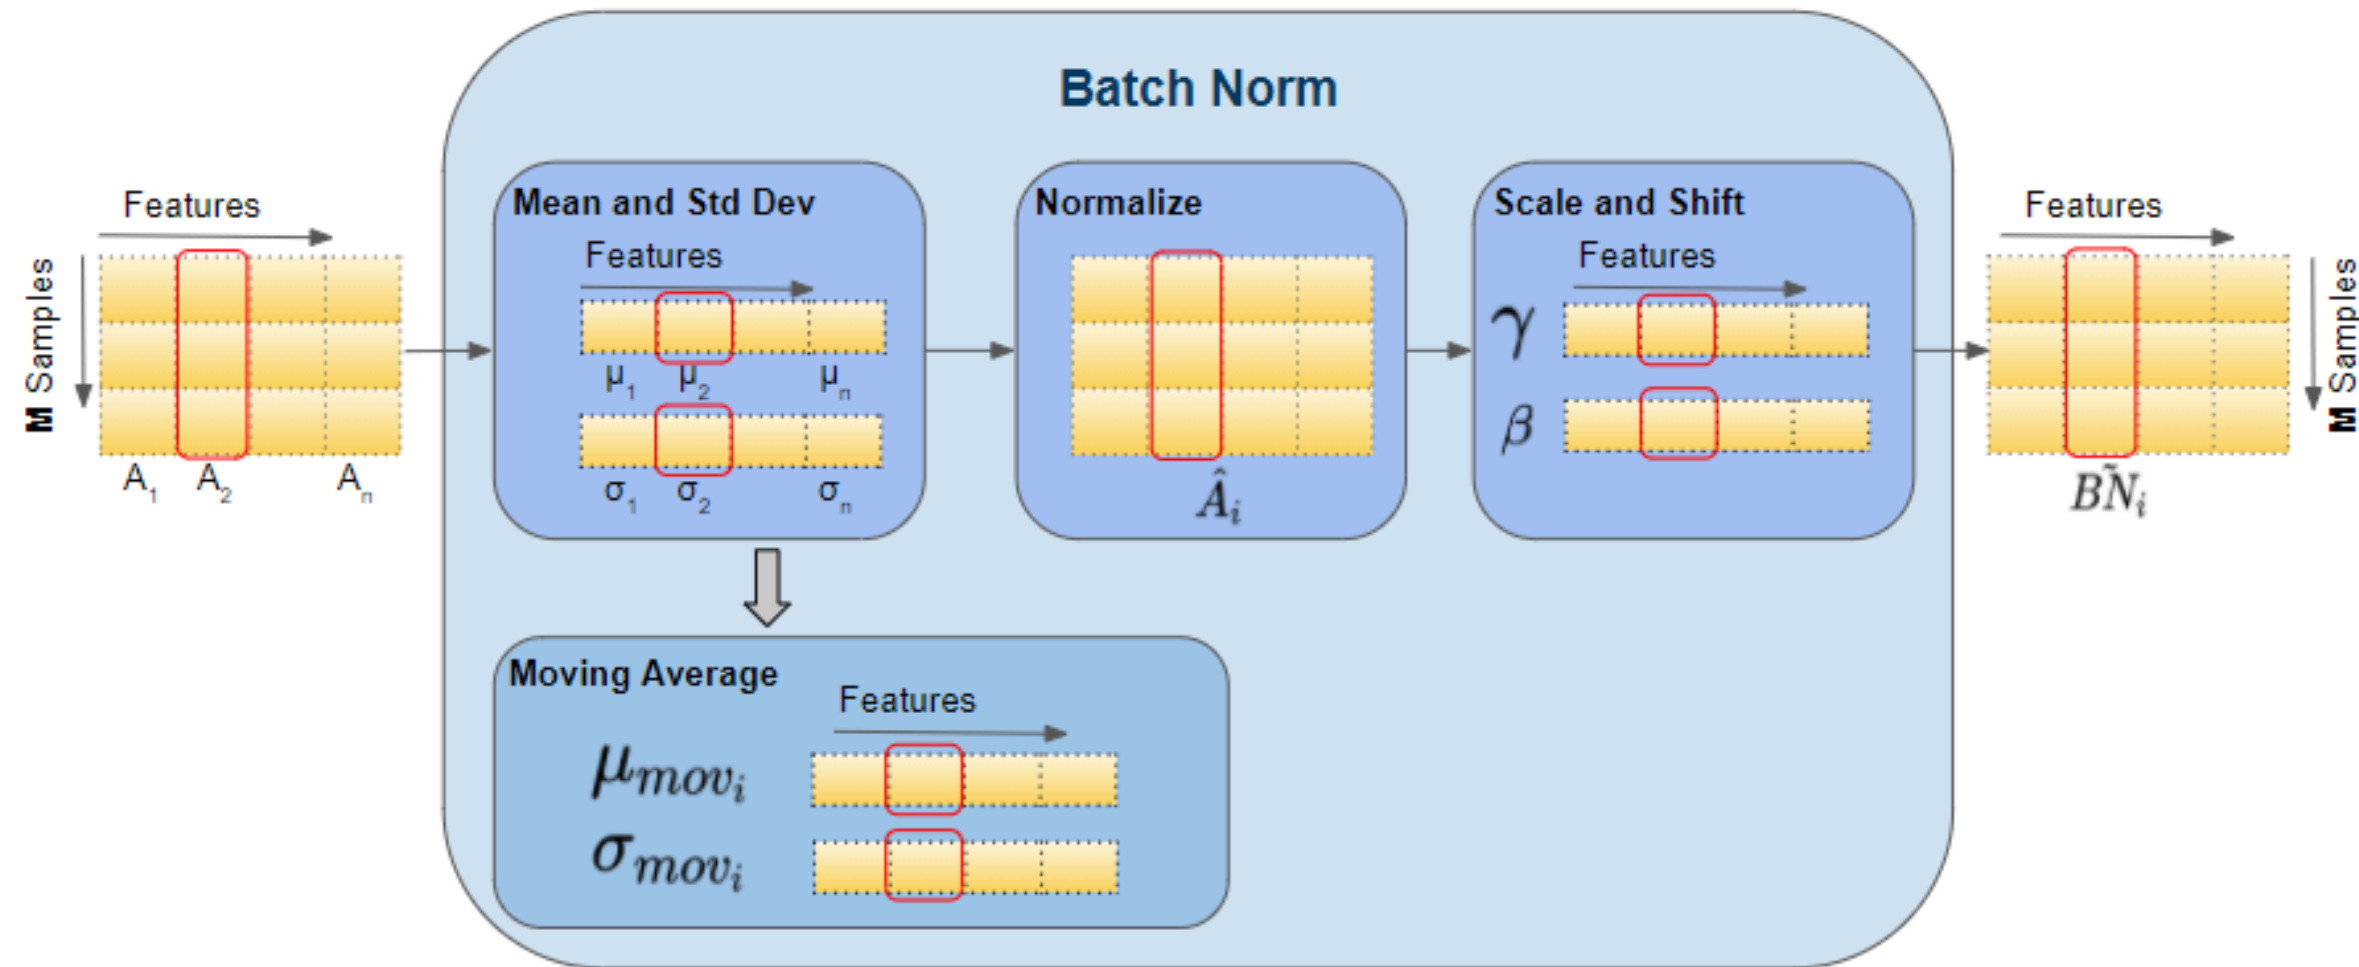 Batch Norm
Features
M Samples
A1 A2 An
Mean and Std Dev
Features
μ1 μ2 μn
σ1 σ2 σn
Normalize
Âi
Scale and Shift
Features
γ
β
Features
M Samples
BÑi
Moving Average
Features
μmovi
σmovi